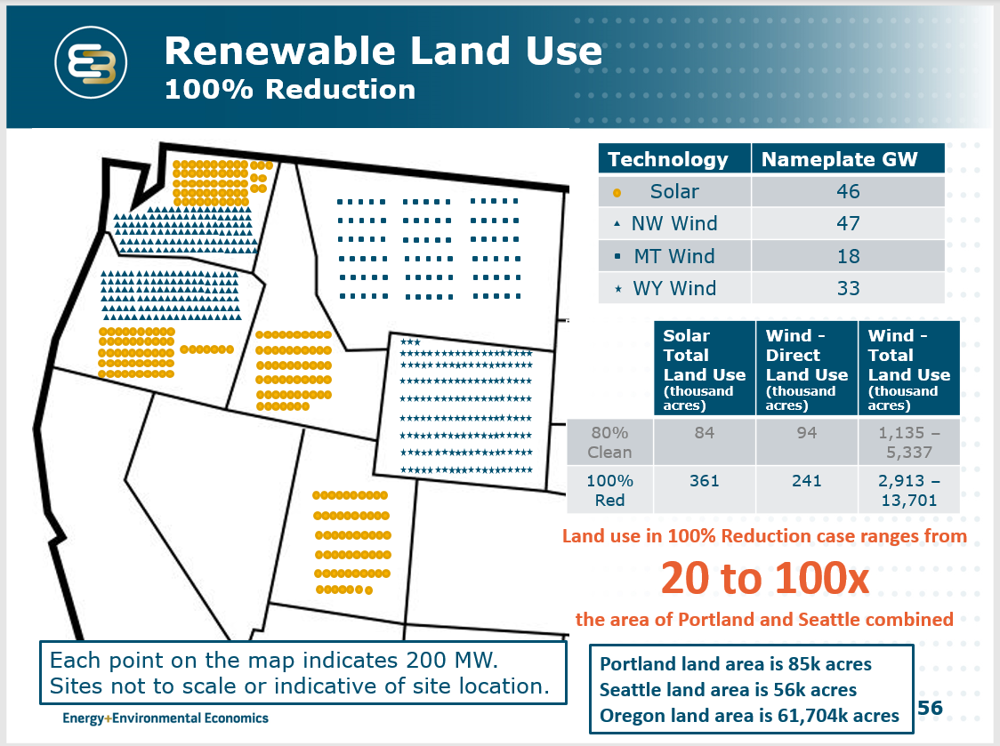 Renewable Land Use
100% Reduction
Technology Nameplate GW
Solar 46
NW Wind 47
MT Wind 18
WY Wind 33
Solar Total Land Use (thousand acres)
Wind - Direct Land Use (thousand acres)
Wind - Total Land Use (thousand acres)
80% Clean 84 94 1,135 – 5,337
100% Red 361 241 2,913 – 13,701
Land use in 100% Reduction case ranges from
20 to 100x
the area of Portland and Seattle combined
Each point on the map indicates 200 MW.
Sites not to scale or indicative of site location.
Portland land area is 85k acres
Seattle land area is 56k acres
Oregon land area is 61,704k acres
Energy+Environmental Economics
56